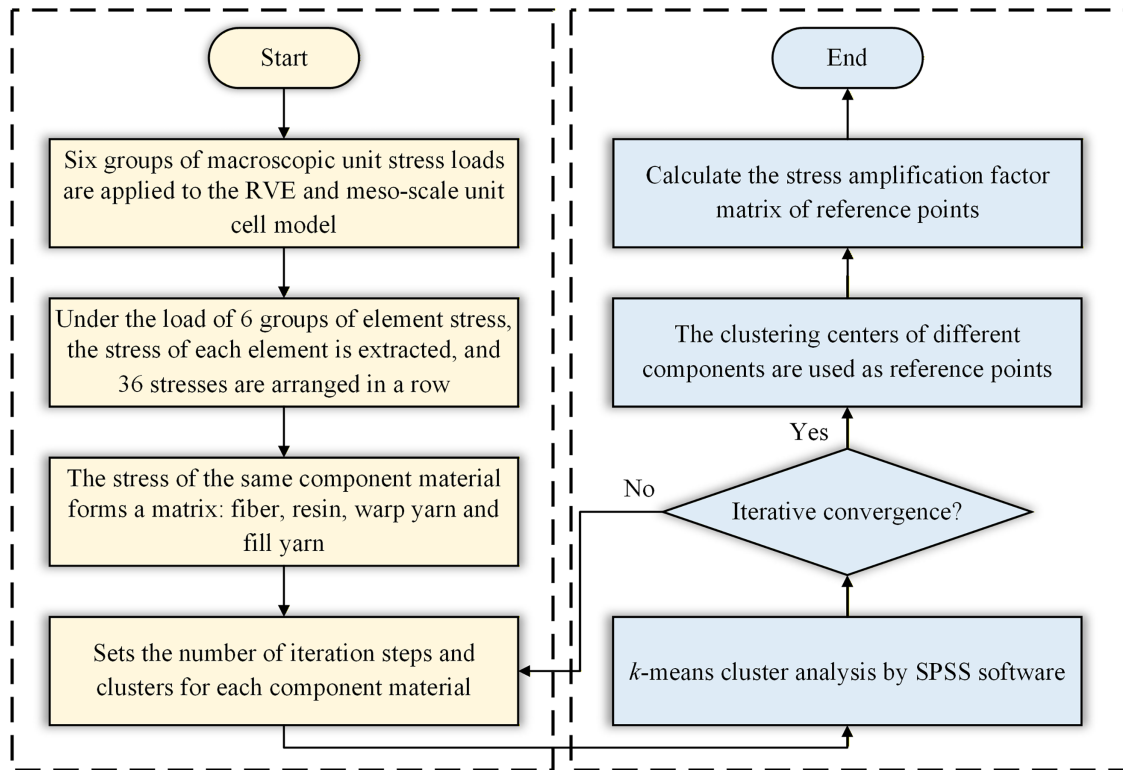 Start
Six groups of macroscopic unit stress loads
are applied to the RVE and meso-scale unit
cell model
Under the load of 6 groups of element stress,
the stress of each element is extracted, and
36 stresses are arranged in a row
The stress of the same component material
forms a matrix: fiber, resin, warp yarn and
fill yarn
Sets the number of iteration steps and
clusters for each component material
End
Calculate the stress amplification factor
matrix of reference points
The clustering centers of different
components are used as reference points
Yes
No
Iterative convergence?
k-means cluster analysis by SPSS software